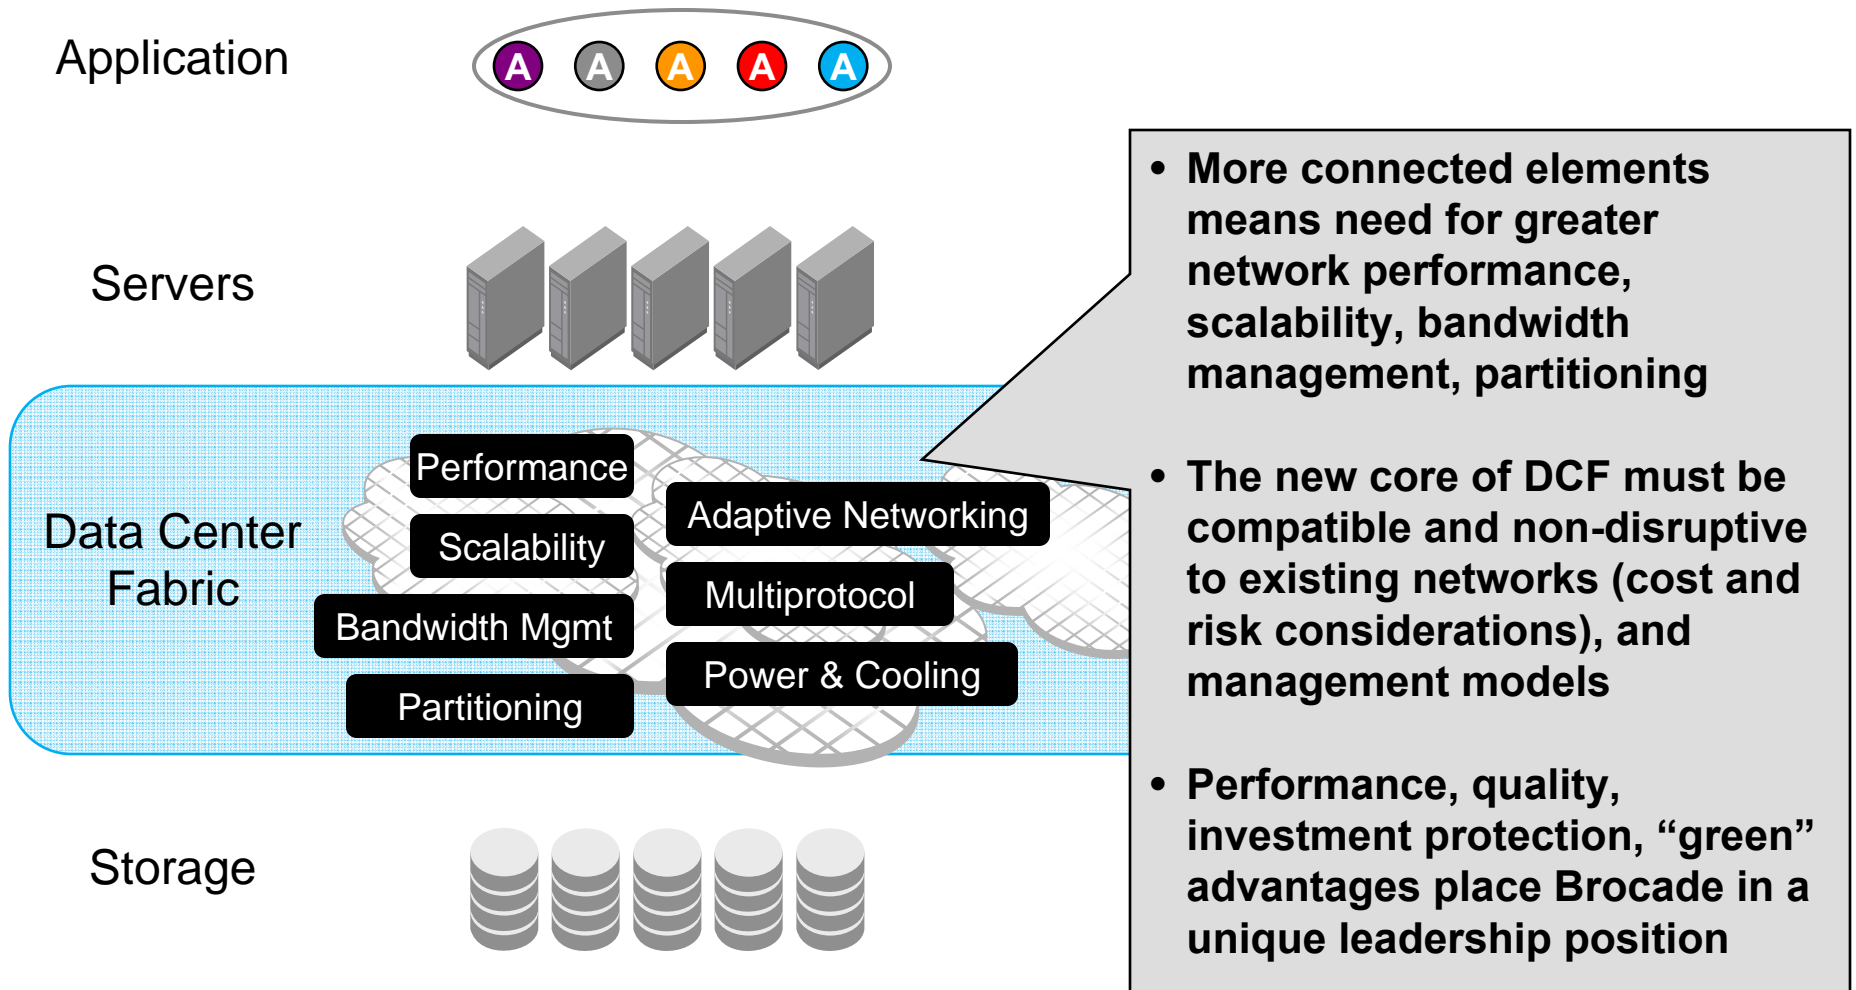 Application
A A A A A
Servers
Data Center
Fabric
Performance
Scalability
Bandwidth Mgmt
Partitioning
Adaptive Networking
Multiprotocol
Power & Cooling
Storage
• More connected elements
means need for greater
network performance,
scalability, bandwidth
management, partitioning
• The new core of DCF must be
compatible and non-disruptive
to existing networks (cost and
risk considerations), and
management models
• Performance, quality,
investment protection, “green”
advantages place Brocade in a
unique leadership position